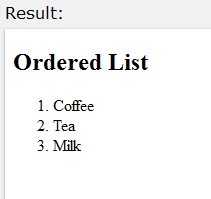 Result:
Ordered List
1. Coffee
2. Tea
3. Milk